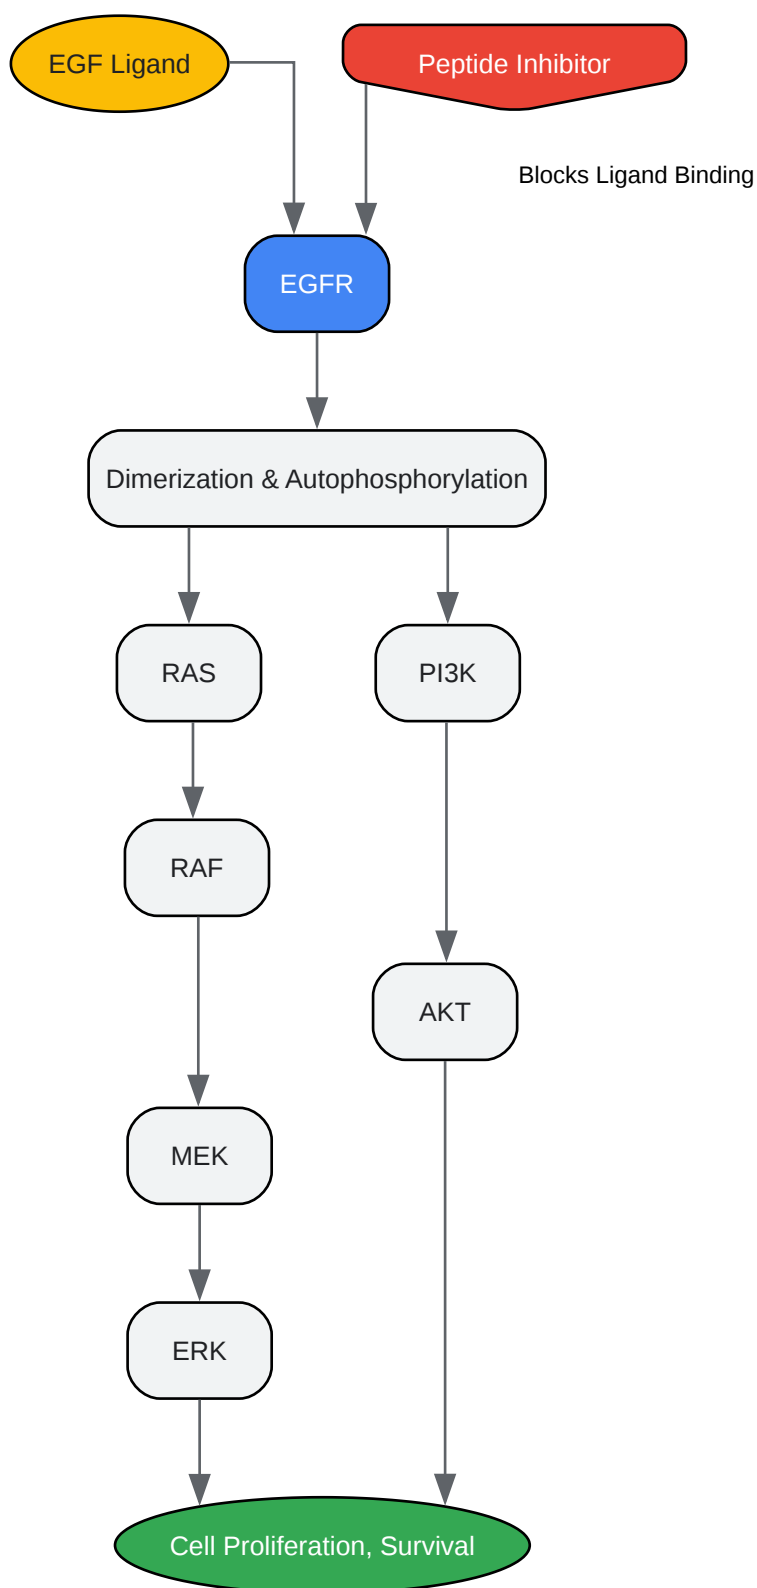 EGF Ligand
Peptide Inhibitor
Blocks Ligand Binding
EGFR
Dimerization & Autophosphorylation
RAS
PI3K
RAF
AKT
MEK
ERK
Cell Proliferation, Survival